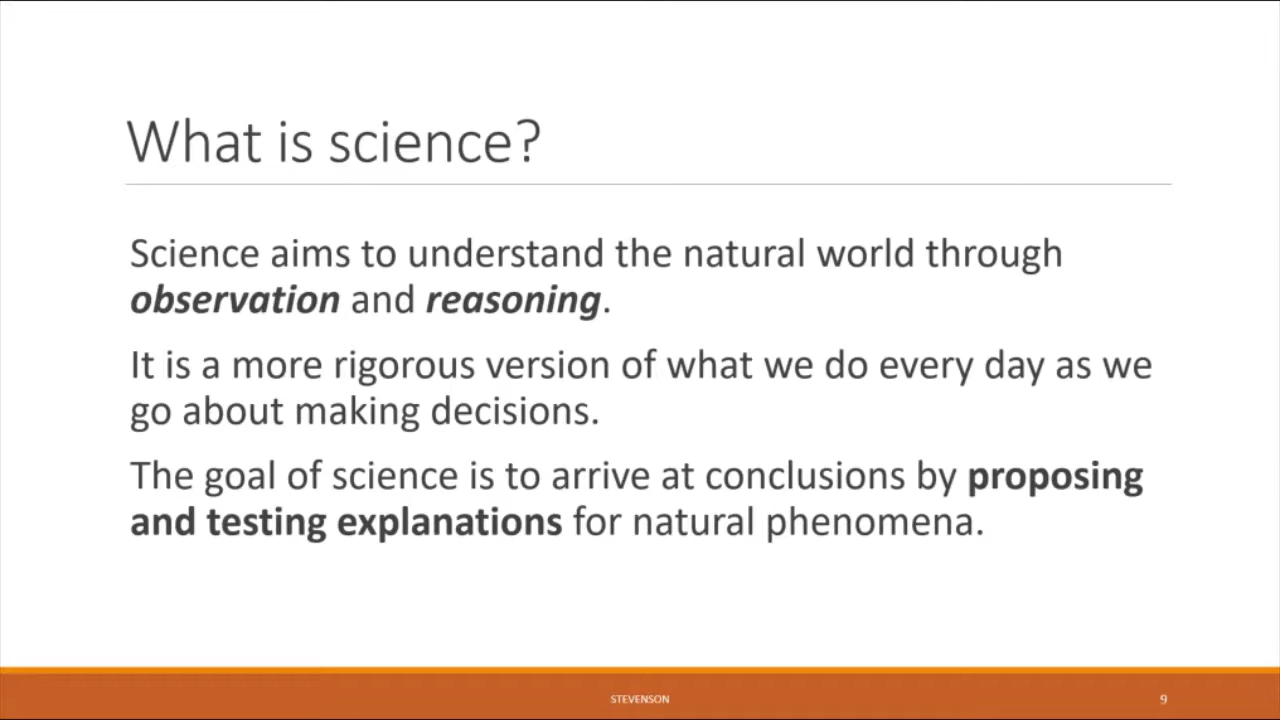 What is science?
Science aims to understand the natural world through
observation and reasoning.
It is a more rigorous version of what we do every day as we
go about making decisions.
The goal of science is to arrive at conclusions by proposing
and testing explanations for natural phenomena.
STEVENSON
9